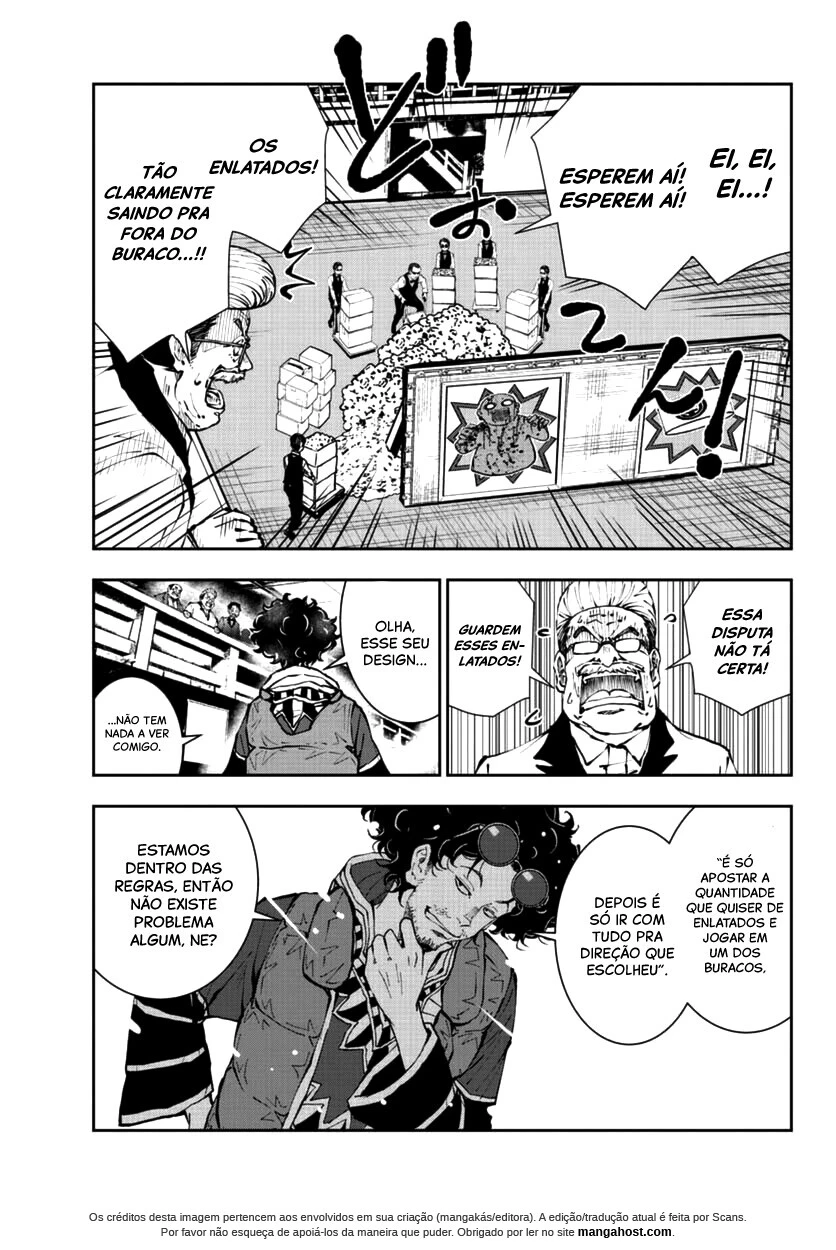 EI, EI,
EI...!
ESPEREM AÍ!
ESPEREM AÍ!
OS
ENLATADOS!
TÃO
CLARAMENTE
SAINDO PRA
FORA DO
BURACO...!!
ど
お
〜
ん!
ESSA
DISPUTA
NÃO TÁ
CERTA!
GUARDEM
ESSES EN-
LATADOS!
OLHA,
ESSE SEU
DESIGN...
...NÃO TEM
NADA A VER
COMIGO.
“É SÓ
APOSTAR A
QUANTIDADE
QUE QUISER DE
ENLATADOS E
JOGAR EM
UM DOS
BURACOS,
DEPOIS É
SÓ IR COM
TUDO PRA
DIREÇÃO QUE
ESCOLHEU”.
ESTAMOS
DENTRO DAS
REGRAS, ENTÃO
NÃO EXISTE
PROBLEMA
ALGUM, NE?
Os créditos desta imagem pertencem aos envolvidos em sua criação (mangakás/editora). A edição/tradução atual é feita por Scans.
Por favor não esqueça de apoiá-los da maneira que puder. Obrigado por ler no site mangahost.com.